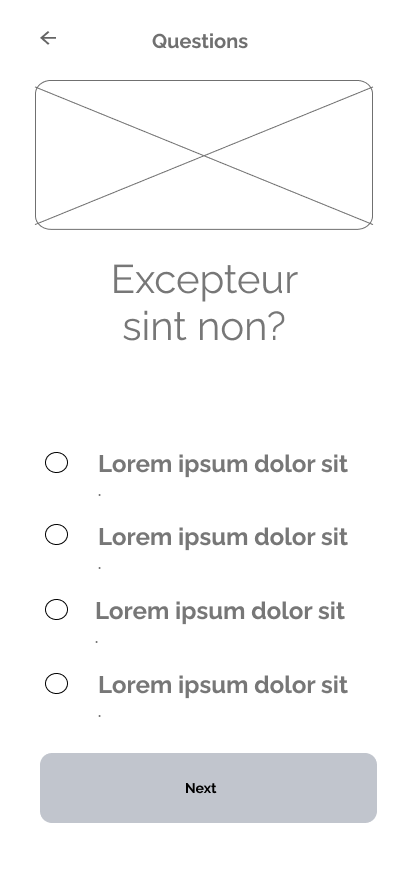 Questions
Excepteur
sint non?
Lorem ipsum dolor sit
.
Lorem ipsum dolor sit
.
Lorem ipsum dolor sit
.
Lorem ipsum dolor sit
.
Next